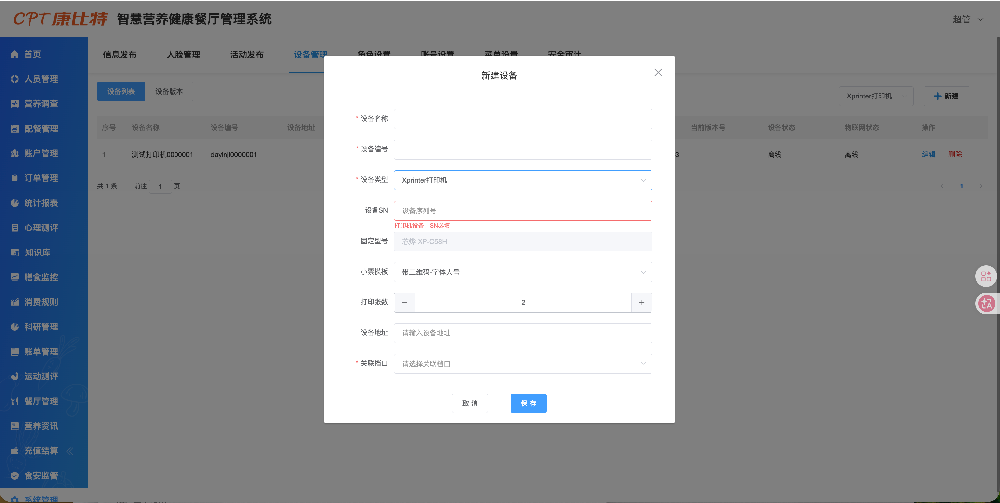 CPT康比特 智慧营养健康餐厅管理系统 超管
首页
人员管理
营养调查
配餐管理
账户管理
订单管理
统计报表
心理测评
知识库
膳食监控
消费规则
科研管理
账单管理
运动测评
餐厅管理
营养资讯
充值结算
食安监管
系统管理
信息发布 人脸管理 活动发布 设备管理 角色设置 账号设置 菜单设置 安全审计
设备列表 设备版本 Xprinter打印机 新建
序号 设备名称 设备编号 设备地址 当前版本号 设备状态 物联网状态 操作
1 测试打印机0000001 dayinji0000001 23 离线 离线 编辑 删除
共 1 条 前往 1 页 1
新建设备
* 设备名称
* 设备编号
* 设备类型 Xprinter打印机
设备SN 设备序列号
打印机设备，SN必填
固定型号 芯烨 XP-C58H
小票模板 带二维码-字体大号
打印张数 2
设备地址 请输入设备地址
* 关联档口 请选择关联档口
取 消 保 存